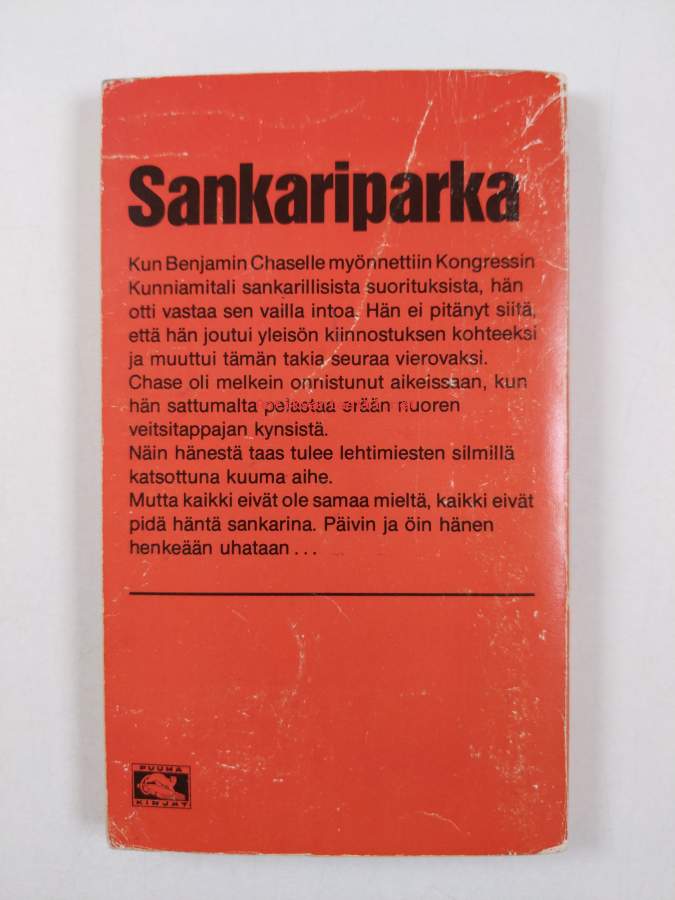 Sankariparka
Kun Benjamin Chaselle myönnettiin Kongressin
Kunniamitali sankarillisista suorituksista, hän
otti vastaa sen vailla intoa. Hän ei pitänyt siitä,
että hän joutui yleisön kiinnostuksen kohteeksi
ja muuttui tämän takia seuraa vierovaksi.
Chase oli melkein onnistunut aikeissaan, kun
hän sattumalta pelastaa erään nuoren
veitsitappajan kynsistä.
Näin hänestä taas tulee lehtimiesten silmillä
katsottuna kuuma aihe.
Mutta kaikki eivät ole samaa mieltä, kaikki eivät
pidä häntä sankarina. Päivin ja öin hänen
henkeään uhataan...
PUUMA
KIRJAT